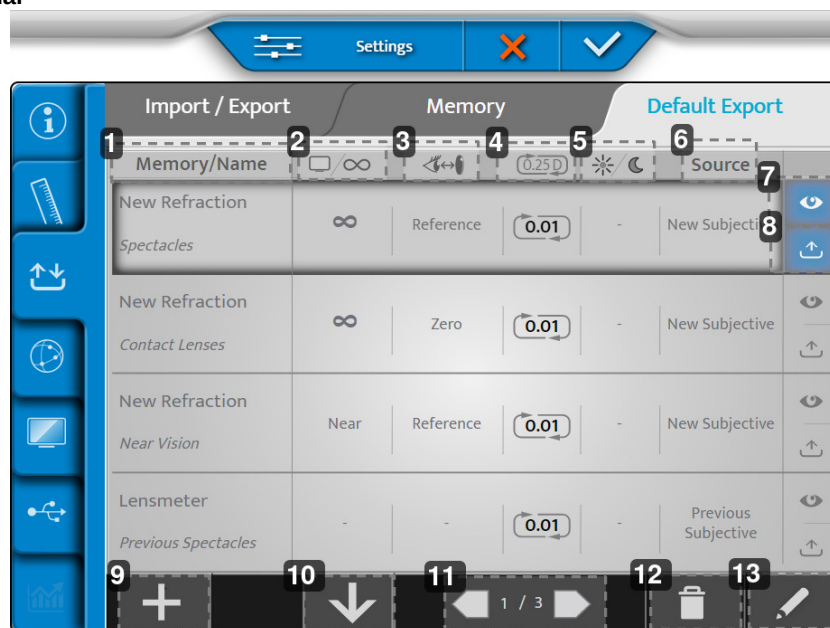 Settings
Import / Export Memory Default Export
1 2 3 4 5 6
Memory/Name 0.25 D Source
7
New Refraction
Spectacles
∞ Reference 0.01 - New Subjecti
8
New Refraction
Contact Lenses
∞ Zero 0.01 - New Subjective
New Refraction
Near Vision
Near Reference 0.01 - New Subjective
Lensmeter
Previous Spectacles
- - 0.01 - Previous
Subjective
9 10 11 12 13
1 / 3